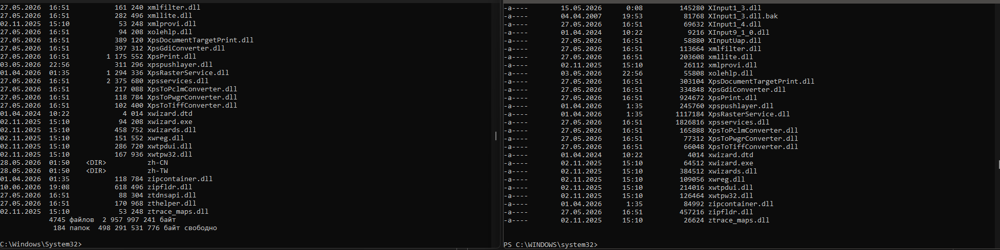 27.05.2026  16:51           161 240 xmlfilter.dll
27.05.2026  16:51           282 496 xmllite.dll
02.11.2025  15:10            53 248 xmlprovi.dll
27.05.2026  16:51            94 208 xolehlp.dll
27.05.2026  16:51           389 120 XpsDocumentTargetPrint.dll
27.05.2026  16:51           397 312 XpsGdiConverter.dll
27.05.2026  16:51         1 175 552 XpsPrint.dll
03.05.2026  22:56           311 296 xpspushlayer.dll
01.04.2026  01:35         1 294 336 XpsRasterService.dll
27.05.2026  16:51         2 375 680 xpsservices.dll
27.05.2026  16:51           217 088 XpsToPclmConverter.dll
27.05.2026  16:51           118 784 XpsToPwgrConverter.dll
27.05.2026  16:51           102 400 XpsToTiffConverter.dll
01.04.2024  10:22             4 014 xwizard.dtd
02.11.2025  15:10            94 208 xwizard.exe
02.11.2025  15:10           458 752 xwizards.dll
02.11.2025  15:10           151 552 xwreg.dll
02.11.2025  15:10           286 720 xwtpdui.dll
02.11.2025  15:10           167 936 xwtpw32.dll
28.05.2026  01:50    <DIR>          zh-CN
28.05.2026  01:50    <DIR>          zh-TW
01.04.2026  01:35           118 784 zipcontainer.dll
10.06.2026  19:08           618 496 zipfldr.dll
27.05.2026  16:51            88 304 ztdnsapi.dll
27.05.2026  16:51           170 968 zthelper.dll
02.11.2025  15:10            53 248 ztrace_maps.dll
4745 файлов  2 957 997 241 байт
184 папок  498 291 531 776 байт свободно
C:\Windows\System32>
-a----        15.05.2026      0:08         145280 XInput1_3.dll
-a----        04.04.2007     19:53          81768 XInput1_3.dll.bak
-a----        27.05.2026     16:51          69632 XInput1_4.dll
-a----        01.04.2024     10:22           9216 XInput9_1_0.dll
-a----        27.05.2026     16:51          58880 XInputUap.dll
-a----        27.05.2026     16:51         113664 xmlfilter.dll
-a----        27.05.2026     16:51         203608 xmllite.dll
-a----        02.11.2025     15:10          26112 xmlprovi.dll
-a----        03.05.2026     22:56          55808 xolehlp.dll
-a----        27.05.2026     16:51         303104 XpsDocumentTargetPrint.dll
-a----        27.05.2026     16:51         334848 XpsGdiConverter.dll
-a----        27.05.2026     16:51         924672 XpsPrint.dll
-a----        01.04.2026      1:35         245760 xpspushlayer.dll
-a----        01.04.2026      1:35        1117184 XpsRasterService.dll
-a----        27.05.2026     16:51        1826816 xpsservices.dll
-a----        27.05.2026     16:51         165888 XpsToPclmConverter.dll
-a----        27.05.2026     16:51          77312 XpsToPwgrConverter.dll
-a----        27.05.2026     16:51          66048 XpsToTiffConverter.dll
-a----        01.04.2024     10:22           4014 xwizard.dtd
-a----        02.11.2025     15:10          64512 xwizard.exe
-a----        02.11.2025     15:10         384512 xwizards.dll
-a----        02.11.2025     15:10         109056 xwreg.dll
-a----        02.11.2025     15:10         214016 xwtpdui.dll
-a----        02.11.2025     15:10         126464 xwtpw32.dll
-a----        01.04.2026      1:35          84992 zipcontainer.dll
-a----        27.05.2026     16:51         457216 zipfldr.dll
-a----        02.11.2025     15:10          26624 ztrace_maps.dll
PS C:\WINDOWS\system32>